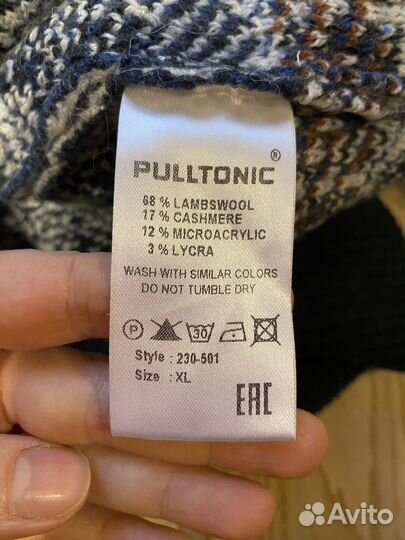 PULLTONIC ®
68 % LAMBSWOOL
17 % CASHMERE
12 % MICROACRYLIC
3 % LYCRA
WASH WITH SIMILAR COLORS
DO NOT TUMBLE DRY
P 30
Style : 230-501
Size : XL
EAC
Avito